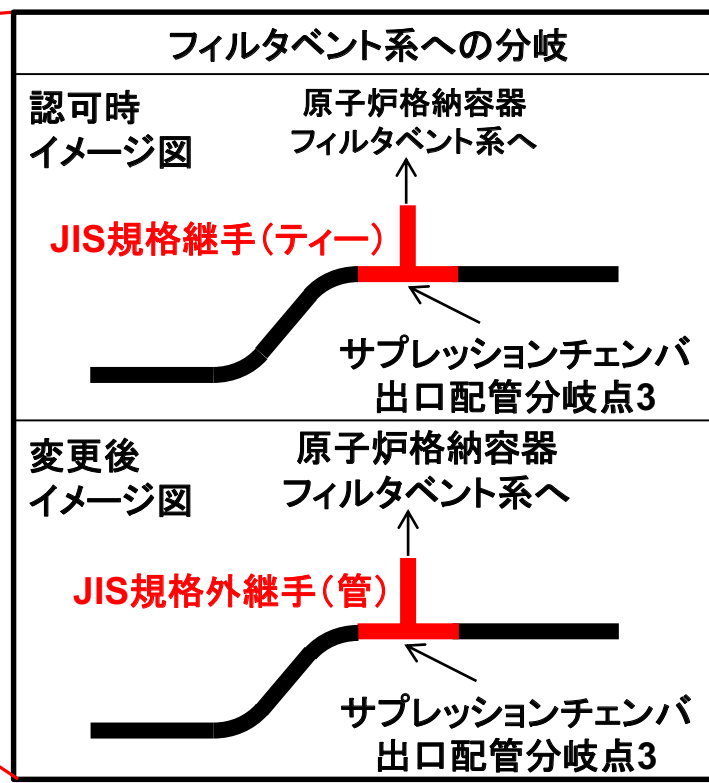 フィルタベント系への分岐
認可時
イメージ図
原子炉格納容器
フィルタベント系へ
JIS規格継手（ティー）
サプレッションチェンバ
出口配管分岐点3
変更後
イメージ図
原子炉格納容器
フィルタベント系へ
JIS規格外継手（管）
サプレッションチェンバ
出口配管分岐点3